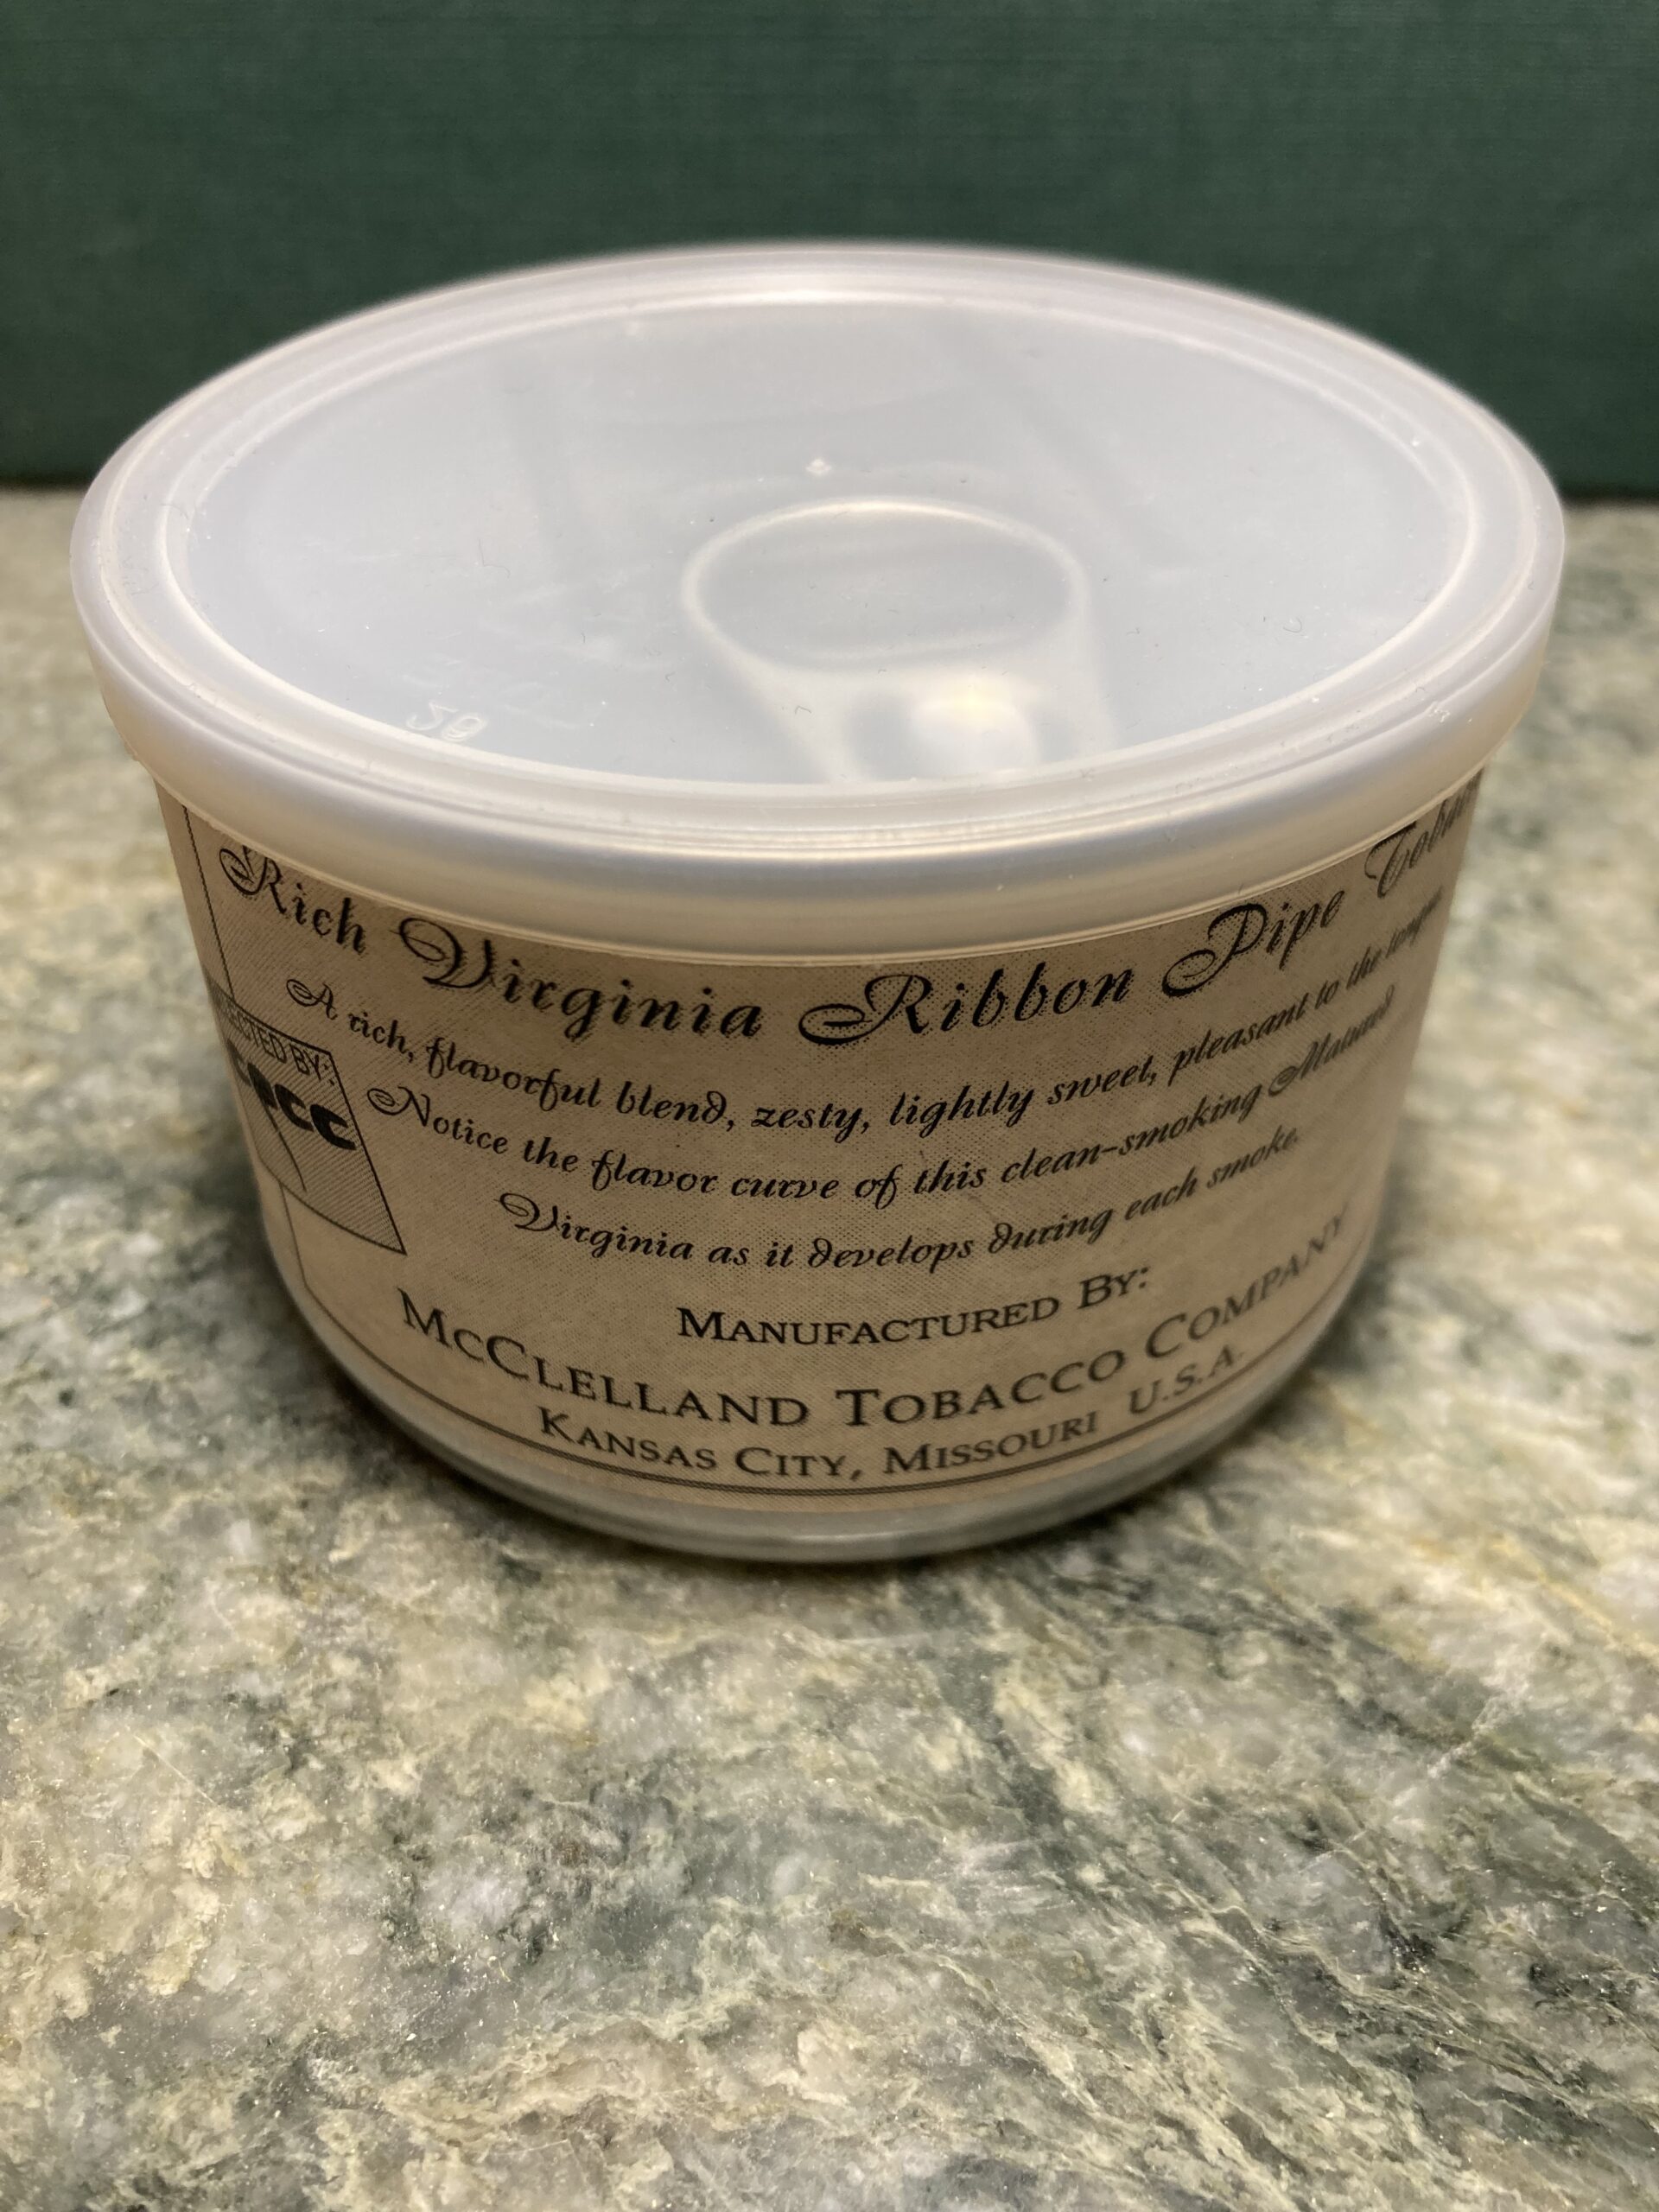 Rich Virginia Ribbon Pipe
A rich, flavorful blend, zesty, lightly sweet, pleasant to the tongue
Notice the flavor curve of this clean-smoking Matured
Virginia as it develops during each smoke.
MANUFACTURED BY:
MCCLELLAND TOBACCO COMPANY
KANSAS CITY, MISSOURI U.S.A.
BY: